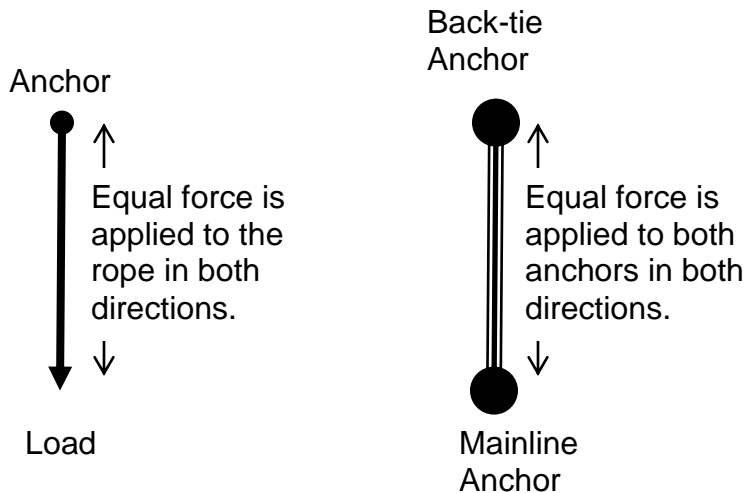 Anchor
Equal force is
applied to the
rope in both
directions.
Load
Back-tie
Anchor
Equal force is
applied to both
anchors in both
directions.
Mainline
Anchor